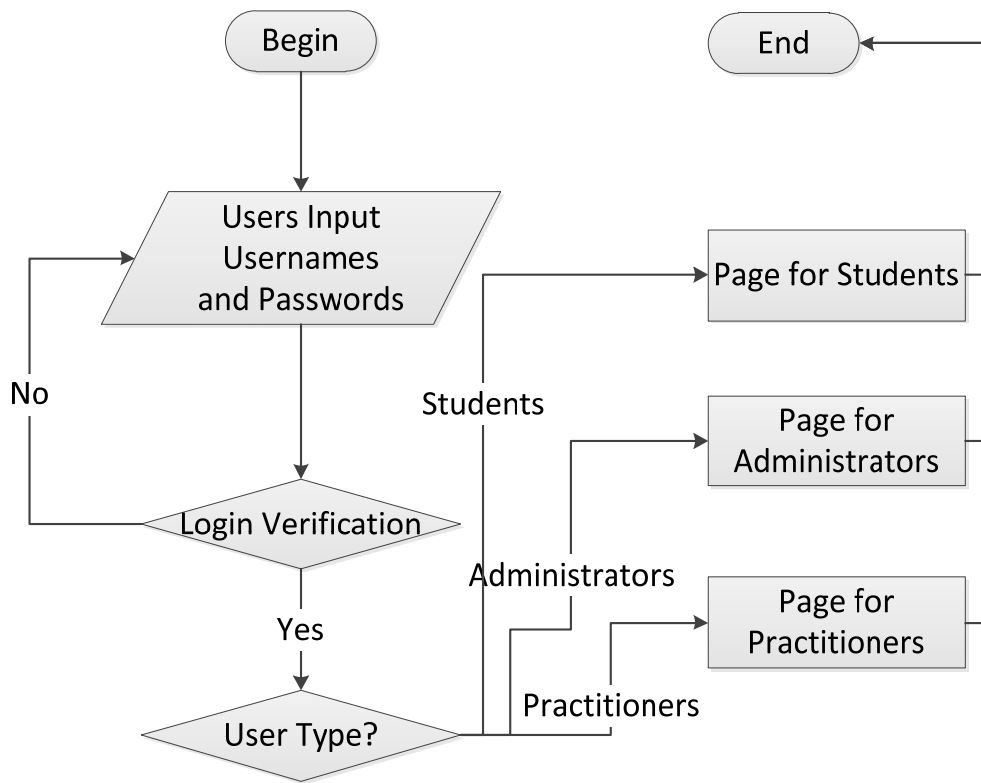 Begin
End
Users Input
Usernames
and Passwords
Page for Students
No
Students
Page for
Administrators
Login Verification
Administrators
Yes
Page for
Practitioners
Practitioners
User Type?